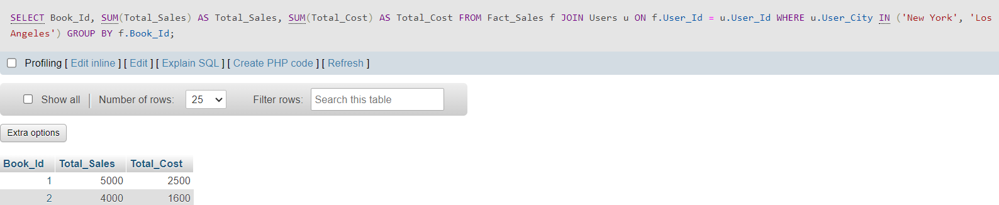 SELECT Book_Id, SUM(Total_Sales) AS Total_Sales, SUM(Total_Cost) AS Total_Cost FROM Fact_Sales f JOIN Users u ON f.User_Id = u.User_Id WHERE u.User_City IN ('New York', 'Los
Angeles') GROUP BY f.Book_Id;
Profiling [ Edit inline ] [ Edit ] [ Explain SQL ] [ Create PHP code ] [ Refresh ]
Show all Number of rows: 25 Filter rows: Search this table
Extra options
Book_Id Total_Sales Total_Cost
1 5000 2500
2 4000 1600